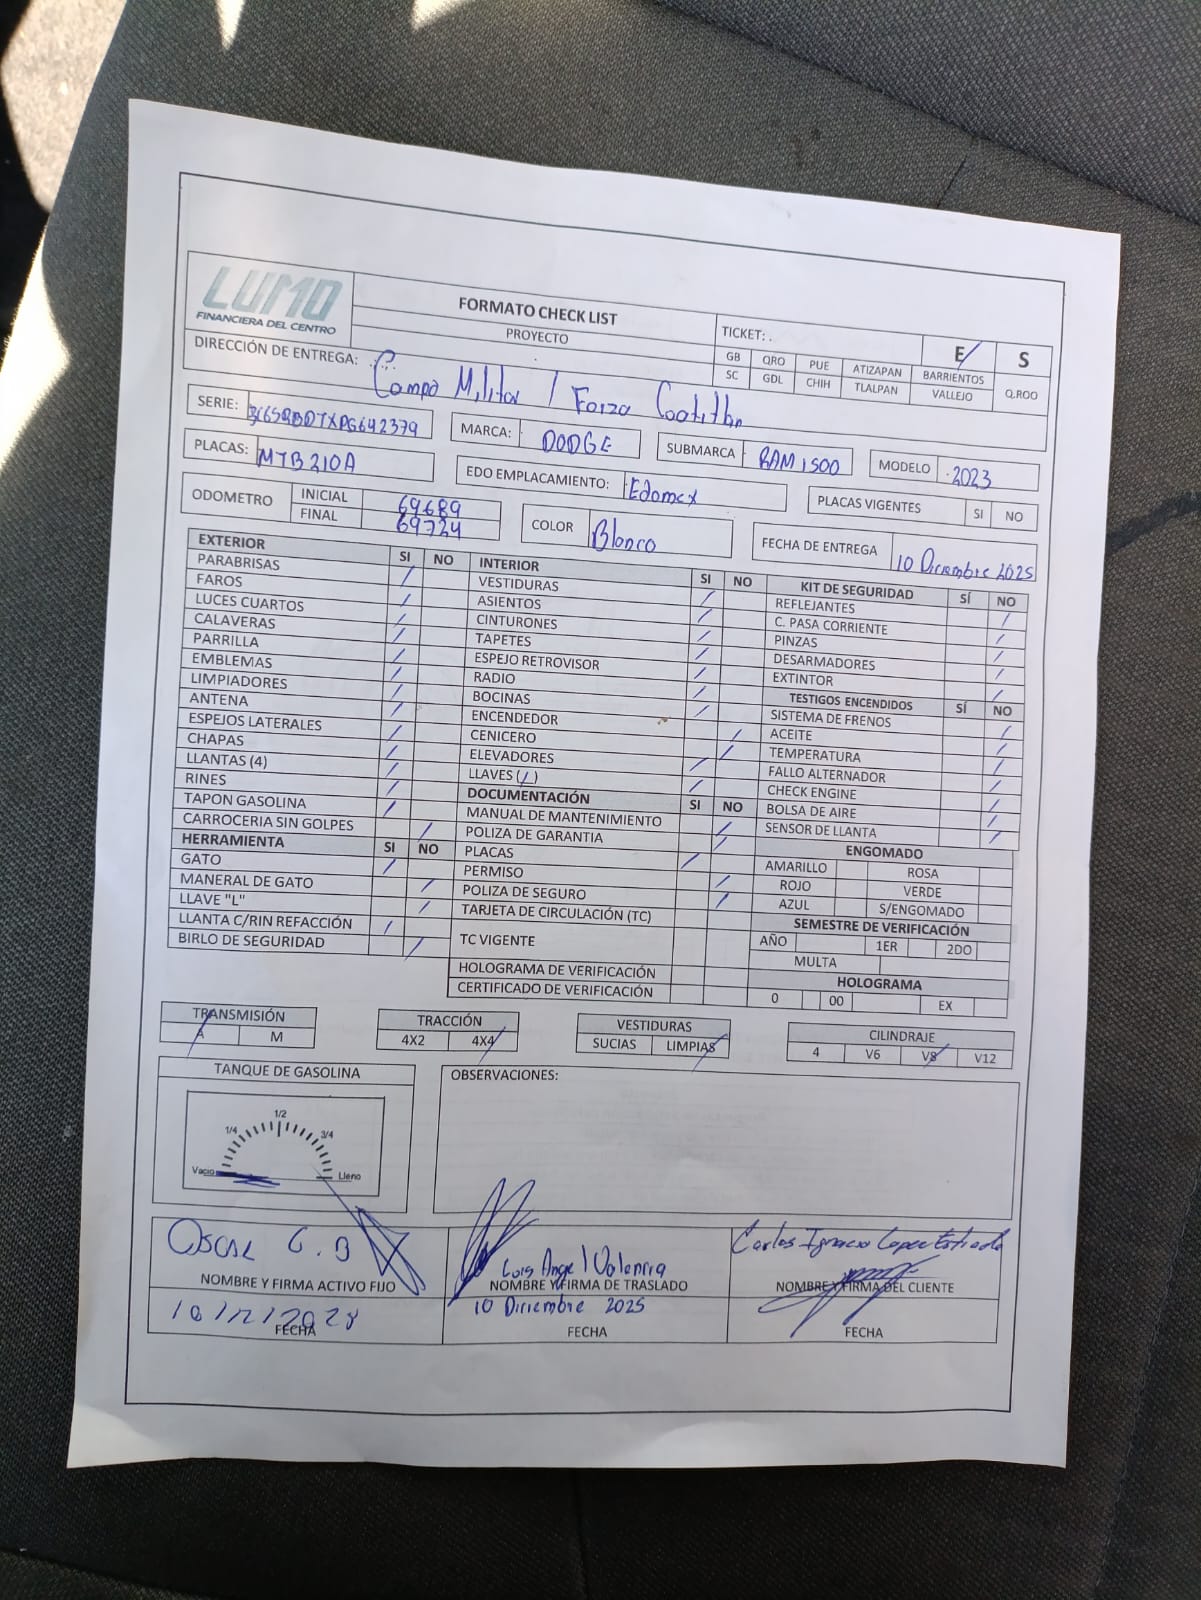 LUMO
FINANCIERA DEL CENTRO
FORMATO CHECK LIST
PROYECTO
TICKET: .
E S
GB QRO PUE ATIZAPAN BARRIENTOS
SC GDL CHIH TLALPAN VALLEJO Q.ROO
DIRECCIÓN DE ENTREGA: Campo Militar / Forza Coatitlan
SERIE: 3C6SRBDTXPG642379 MARCA: DODGE SUBMARCA RAM 1500 MODELO 2023
PLACAS: MTB210A EDO EMPLACAMIENTO: Edomex PLACAS VIGENTES SI NO
ODOMETRO INICIAL 69689
FINAL 69724
COLOR Blanco FECHA DE ENTREGA 10 Diciembre 2025
EXTERIOR SI NO
PARABRISAS /
FAROS
LUCES CUARTOS /
CALAVERAS /
PARRILLA /
EMBLEMAS /
LIMPIADORES /
ANTENA /
ESPEJOS LATERALES /
CHAPAS /
LLANTAS (4) /
RINES /
TAPON GASOLINA /
CARROCERIA SIN GOLPES /
HERRAMIENTA SI NO
GATO /
MANERAL DE GATO /
LLAVE "L" /
LLANTA C/RIN REFACCIÓN /
BIRLO DE SEGURIDAD /
INTERIOR SI NO
VESTIDURAS /
ASIENTOS /
CINTURONES /
TAPETES /
ESPEJO RETROVISOR /
RADIO /
BOCINAS /
ENCENDEDOR /
CENICERO /
ELEVADORES /
LLAVES (1) /
DOCUMENTACIÓN SI NO
MANUAL DE MANTENIMIENTO /
POLIZA DE GARANTIA /
PLACAS /
PERMISO /
POLIZA DE SEGURO /
TARJETA DE CIRCULACIÓN (TC)
TC VIGENTE
HOLOGRAMA DE VERIFICACIÓN
CERTIFICADO DE VERIFICACIÓN
KIT DE SEGURIDAD SÍ NO
REFLEJANTES /
C. PASA CORRIENTE /
PINZAS /
DESARMADORES /
EXTINTOR /
TESTIGOS ENCENDIDOS SÍ NO
SISTEMA DE FRENOS /
ACEITE /
TEMPERATURA /
FALLO ALTERNADOR /
CHECK ENGINE /
BOLSA DE AIRE /
SENSOR DE LLANTA /
ENGOMADO
AMARILLO ROSA
ROJO VERDE
AZUL S/ENGOMADO
SEMESTRE DE VERIFICACIÓN
AÑO 1ER 2DO
MULTA
HOLOGRAMA
0 00 EX
TRANSMISIÓN
A M
TRACCIÓN
4X2 4X4
VESTIDURAS
SUCIAS LIMPIAS
CILINDRAJE
4 V6 V8 V12
TANQUE DE GASOLINA
Vacio 1/4 1/2 3/4 Lleno
OBSERVACIONES:
Oscar G. B
NOMBRE Y FIRMA ACTIVO FIJO
FECHA
Luis Angel Valencia
NOMBRE Y FIRMA DE TRASLADO
10 Diciembre 2025
FECHA
Carlos Ignacio Lopez Estrada
NOMBRE Y FIRMA DEL CLIENTE
FECHA